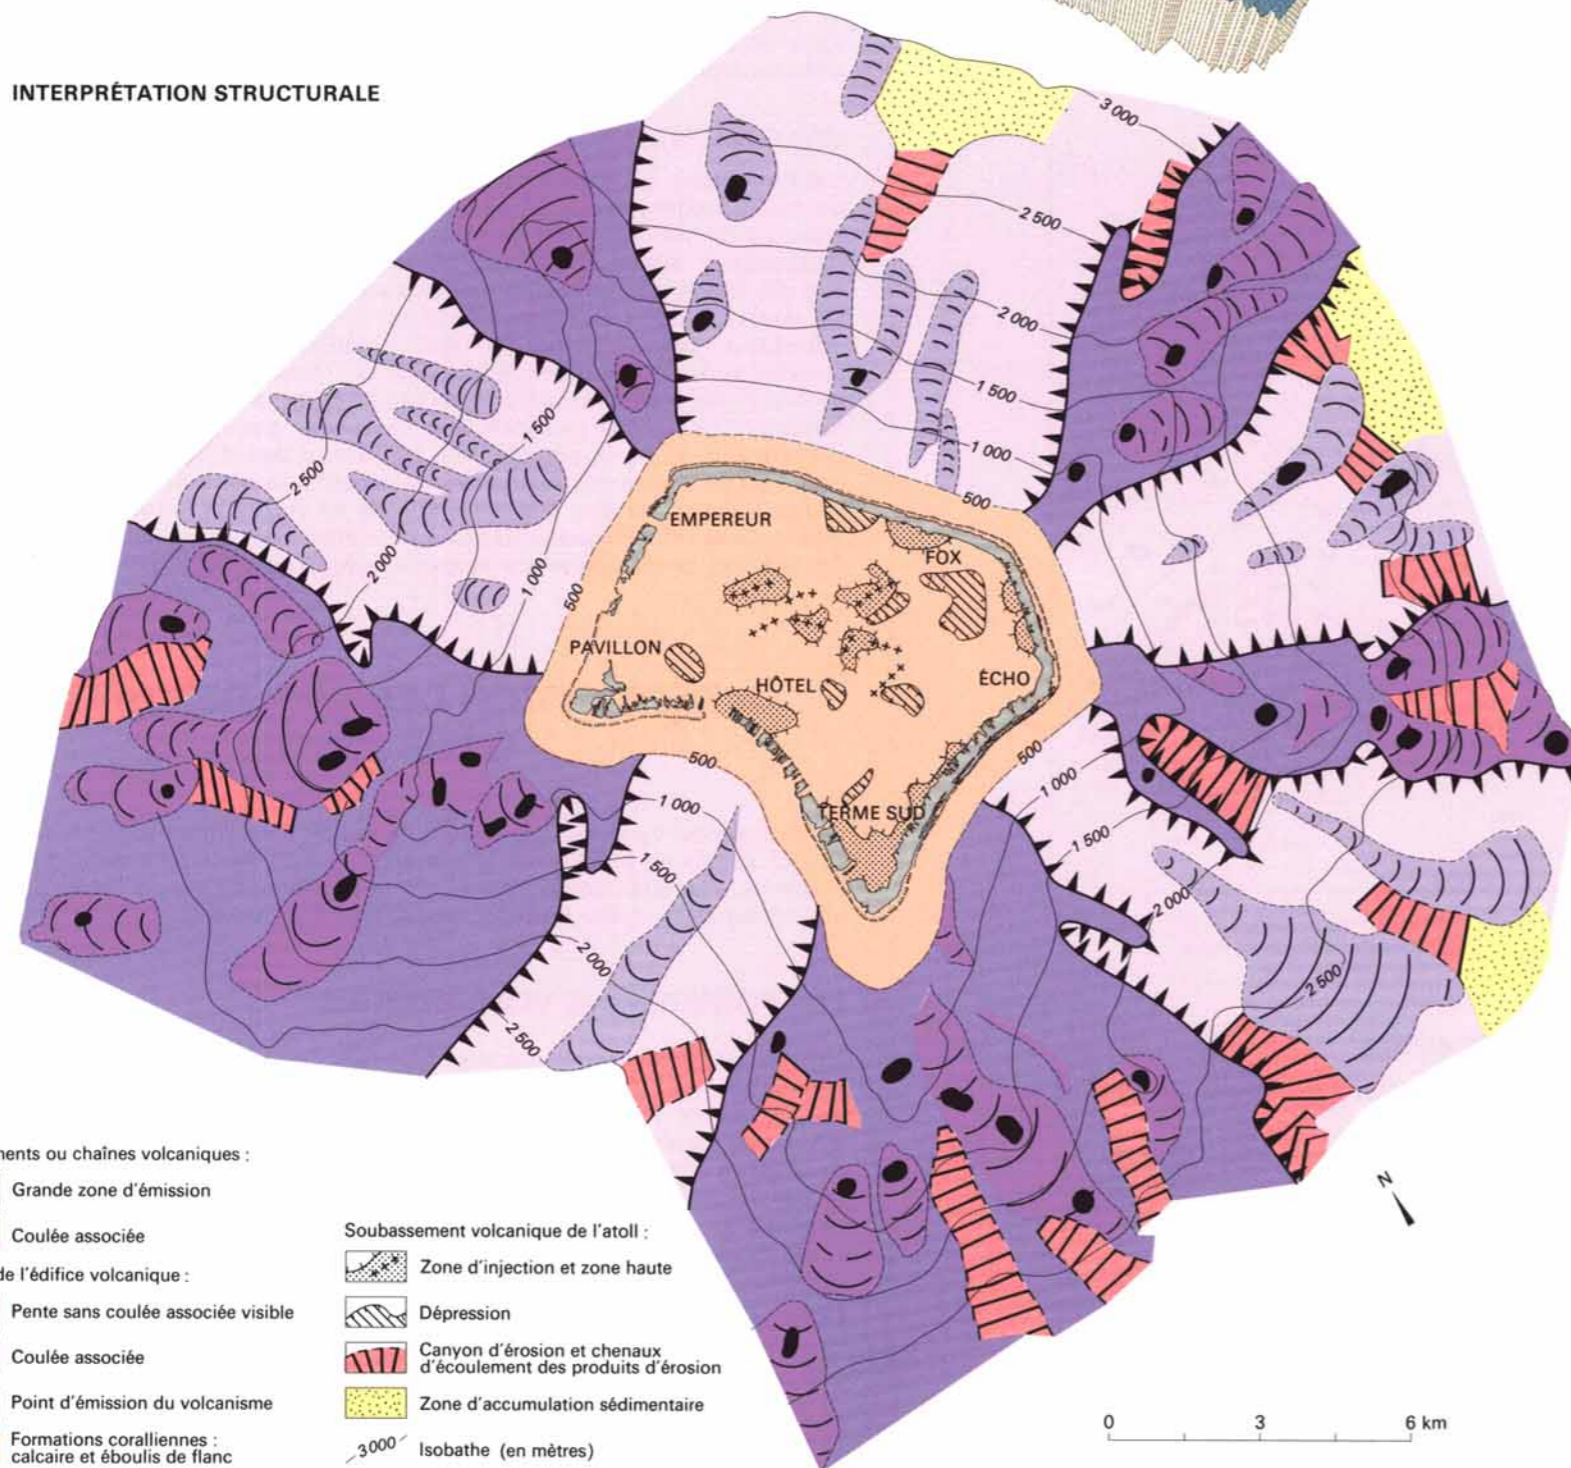 INTERPRÉTATION STRUCTURALE
3 000
2 500
2 000
1 500
1 000
500
1 500
2 500
2 000
1 000
500
EMPEREUR
FOX
PAVILLON
HÔTEL
ÉCHO
TERME SUD
500
1 000
1 500
2 000
2 500
500
1 000
1 500
2 000
2 500
N
Grande zone d'émission
Coulée associée
de l'édifice volcanique :
Pente sans coulée associée visible
Coulée associée
Point d'émission du volcanisme
Formations coralliennes :
calcaire et éboulis de flanc
Soubassement volcanique de l'atoll :
Zone d'injection et zone haute
Dépression
Canyon d'érosion et chenaux
d'écoulement des produits d'érosion
Zone d'accumulation sédimentaire
3000
Isobathe (en mètres)
0 3 6 km